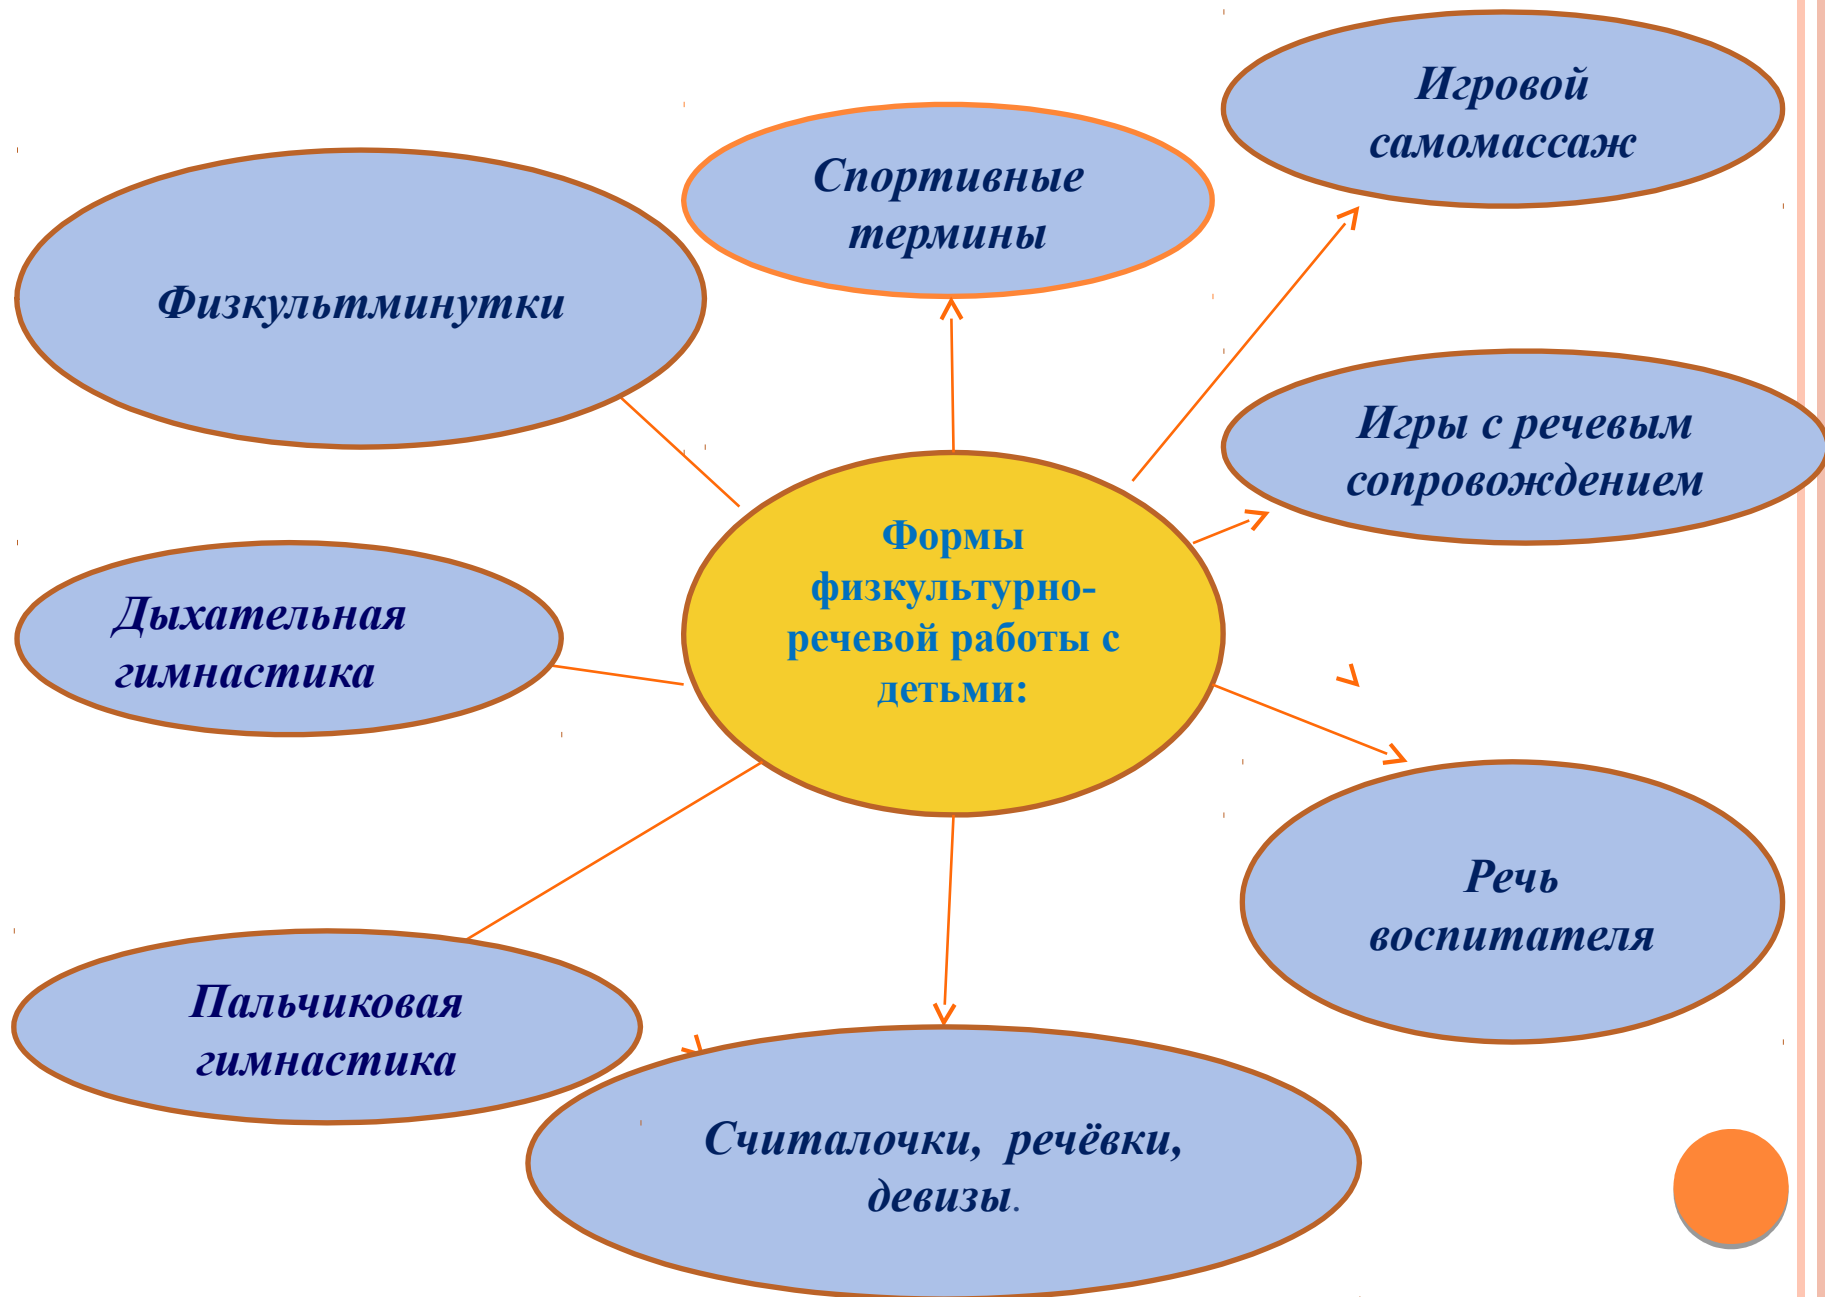 Игровой
самомассаж
Спортивные
термины
Физкультминутки
Игры с речевым
сопровождением
Формы
физкультурно-
речевой работы с
детьми:
Дыхательная
гимнастика
Речь
воспитателя
Пальчиковая
гимнастика
Считалочки, речёвки,
девизы.